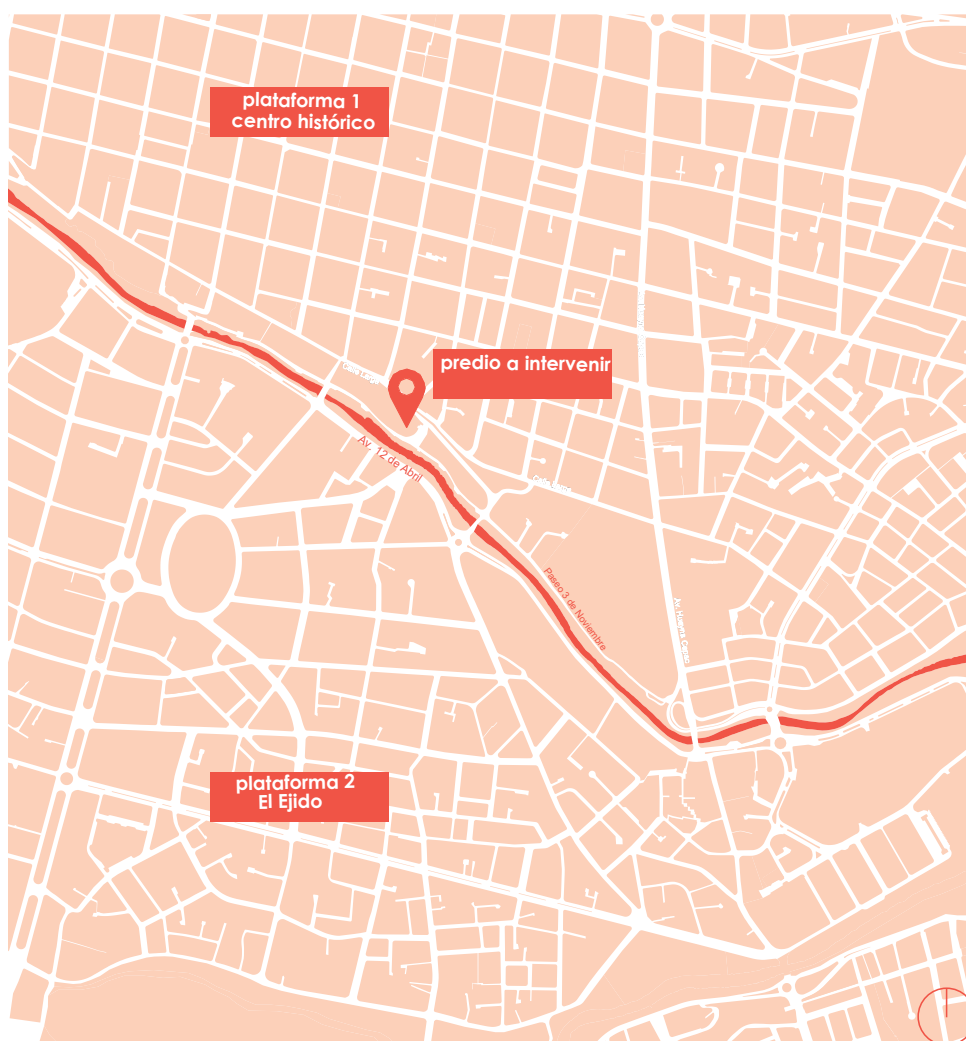 plataforma 1
centro histórico
predio a intervenir
Av. 12 de Abril
Paseo 3 de Noviembre
plataforma 2
El Ejido